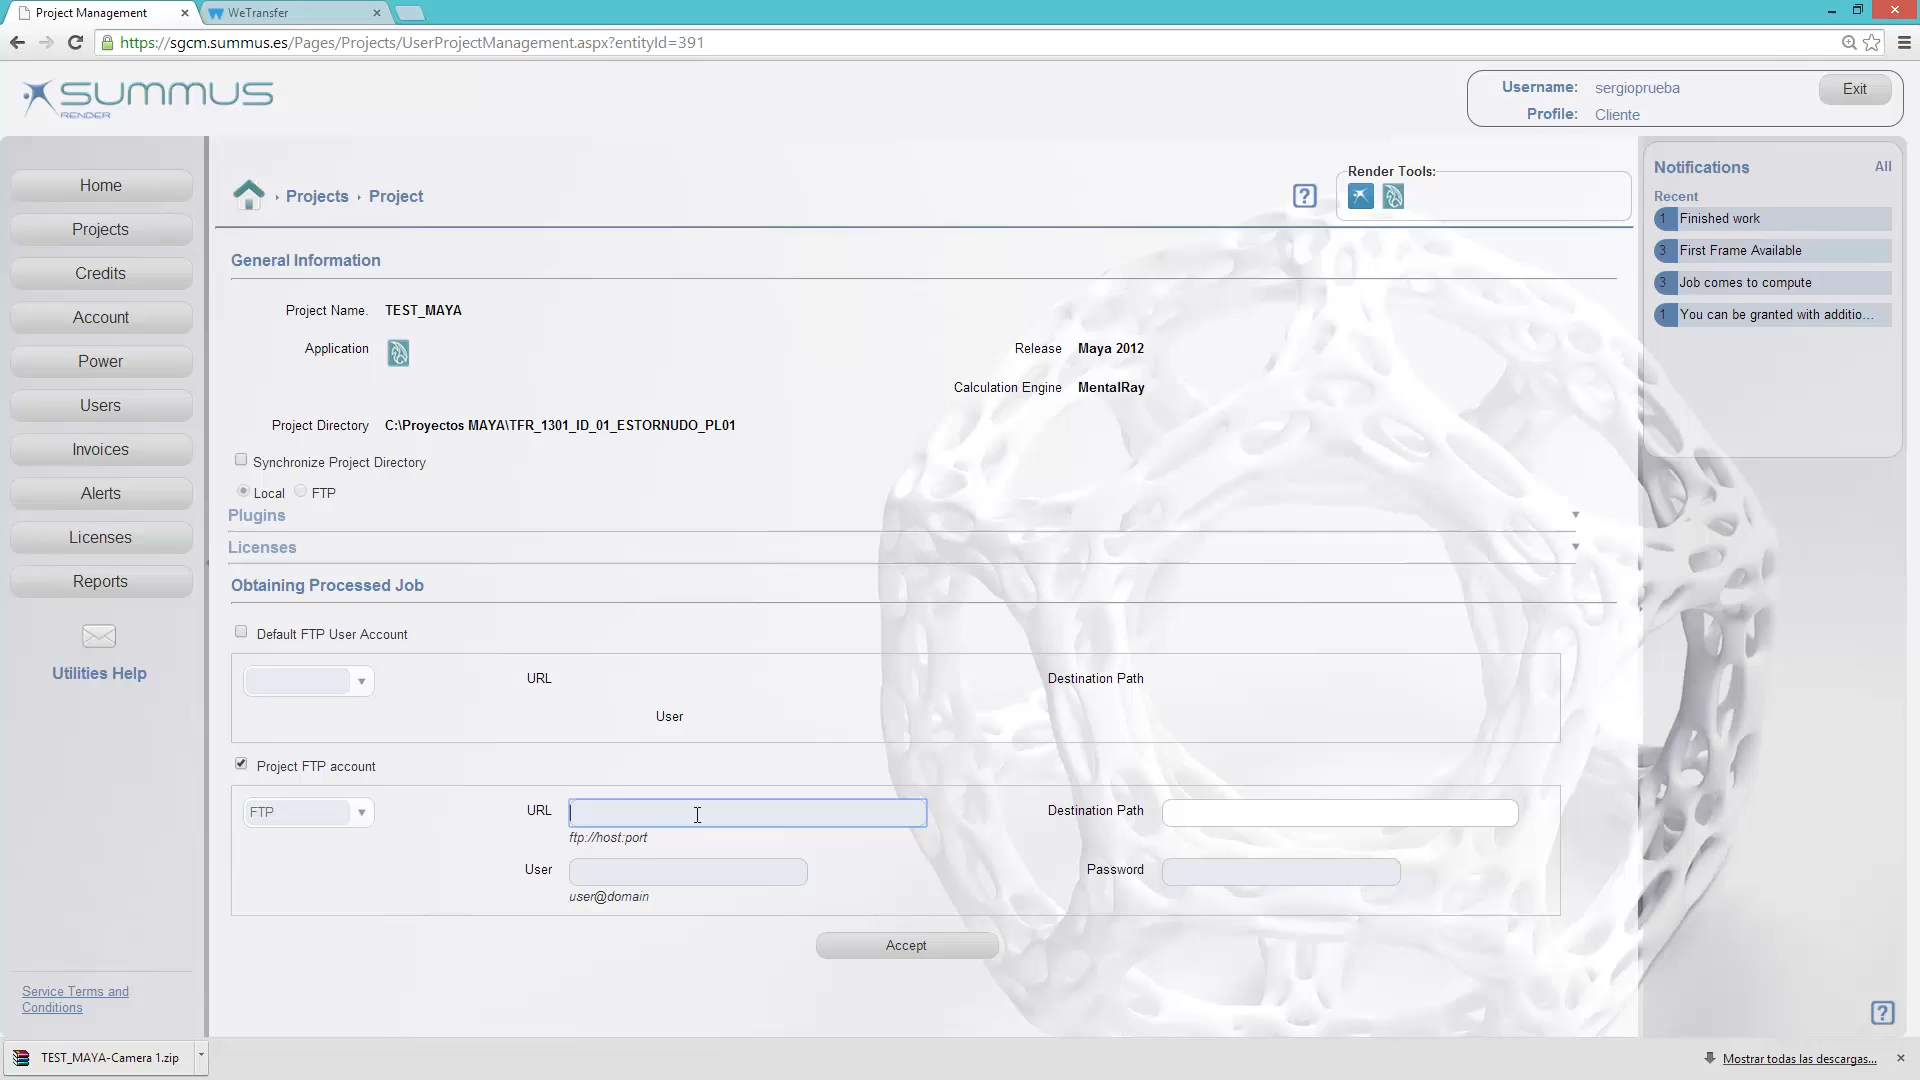 Project Management
WeTransfer
https://sgcm.summus.es/Pages/Projects/UserProjectManagement.aspx?entityId=391
SUMMUS
RENDER
Username: sergioprueba
Profile: Cliente
Exit
Home
Projects
Credits
Account
Power
Users
Invoices
Alerts
Licenses
Reports
Utilities Help
Service Terms and
Conditions
Projects › Project
?
Render Tools:
General Information
Project Name. TEST_MAYA
Application
Release Maya 2012
Calculation Engine MentalRay
Project Directory C:\Proyectos MAYA\TFR_1301_ID_01_ESTORNUDO_PL01
Synchronize Project Directory
Local FTP
Plugins
Licenses
Obtaining Processed Job
Default FTP User Account
URL Destination Path
User
Project FTP account
FTP URL Destination Path
ftp://host:port
User Password
user@domain
Accept
Notifications All
Recent
1 Finished work
3 First Frame Available
3 Job comes to compute
1 You can be granted with additio...
?
TEST_MAYA-Camera 1.zip
Mostrar todas las descargas...